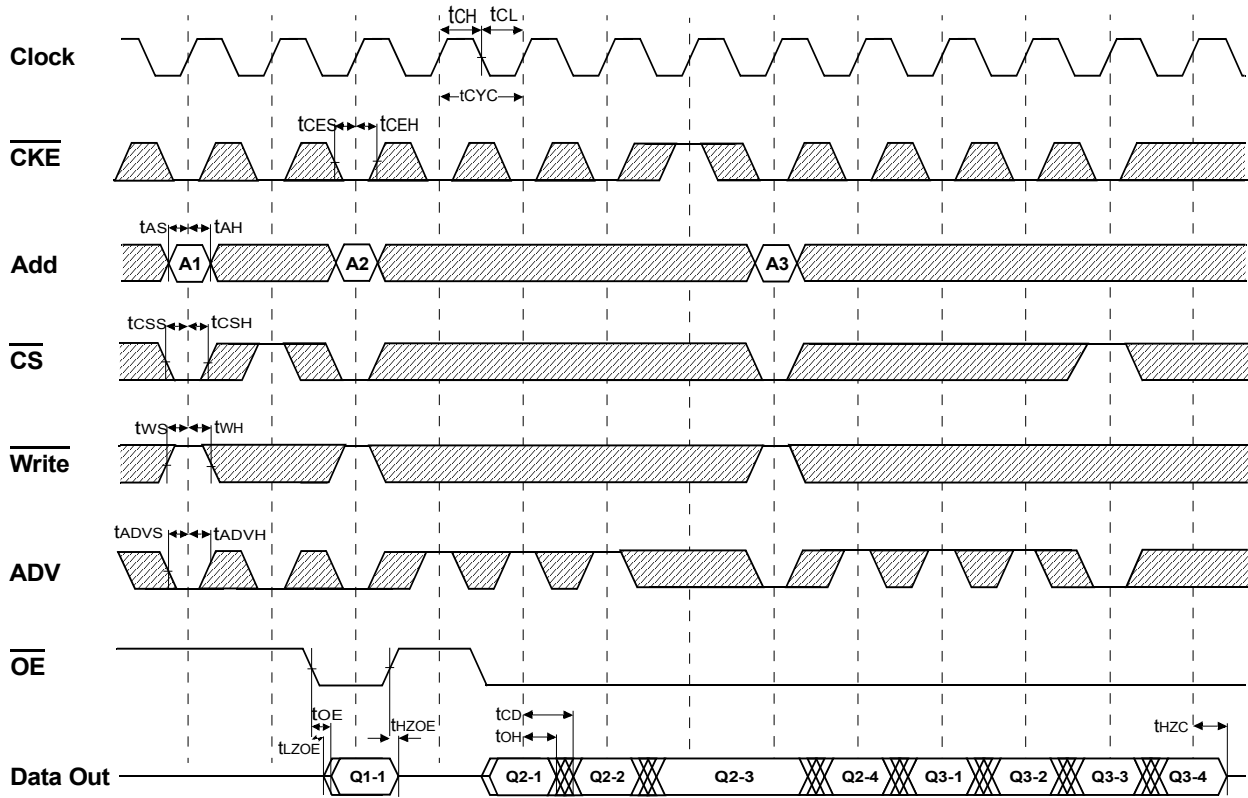 tCH tCL
Clock
tCYC
tCES tCEH
CKE
tAS tAH
Add A1 A2 A3
tCSS tCSH
CS
tWS tWH
Write
tADVS tADVH
ADV
OE
tOE tHZOE tCD tHZC
tLZOE tOH
Data Out Q1-1 Q2-1 Q2-2 Q2-3 Q2-4 Q3-1 Q3-2 Q3-3 Q3-4